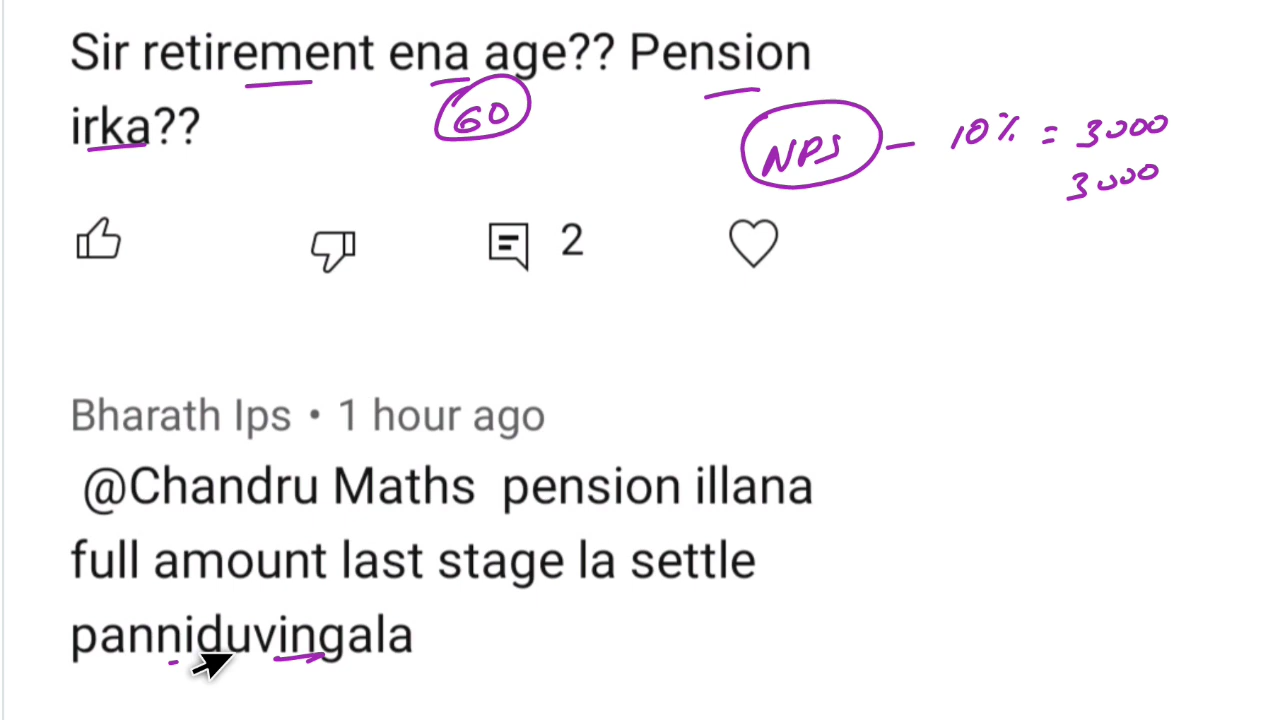 Sir retirement ena age?? Pension
irka??
60
NPS - 10% = 3000
3000
2
Bharath Ips • 1 hour ago
@Chandru Maths pension illana
full amount last stage la settle
panniduvingala